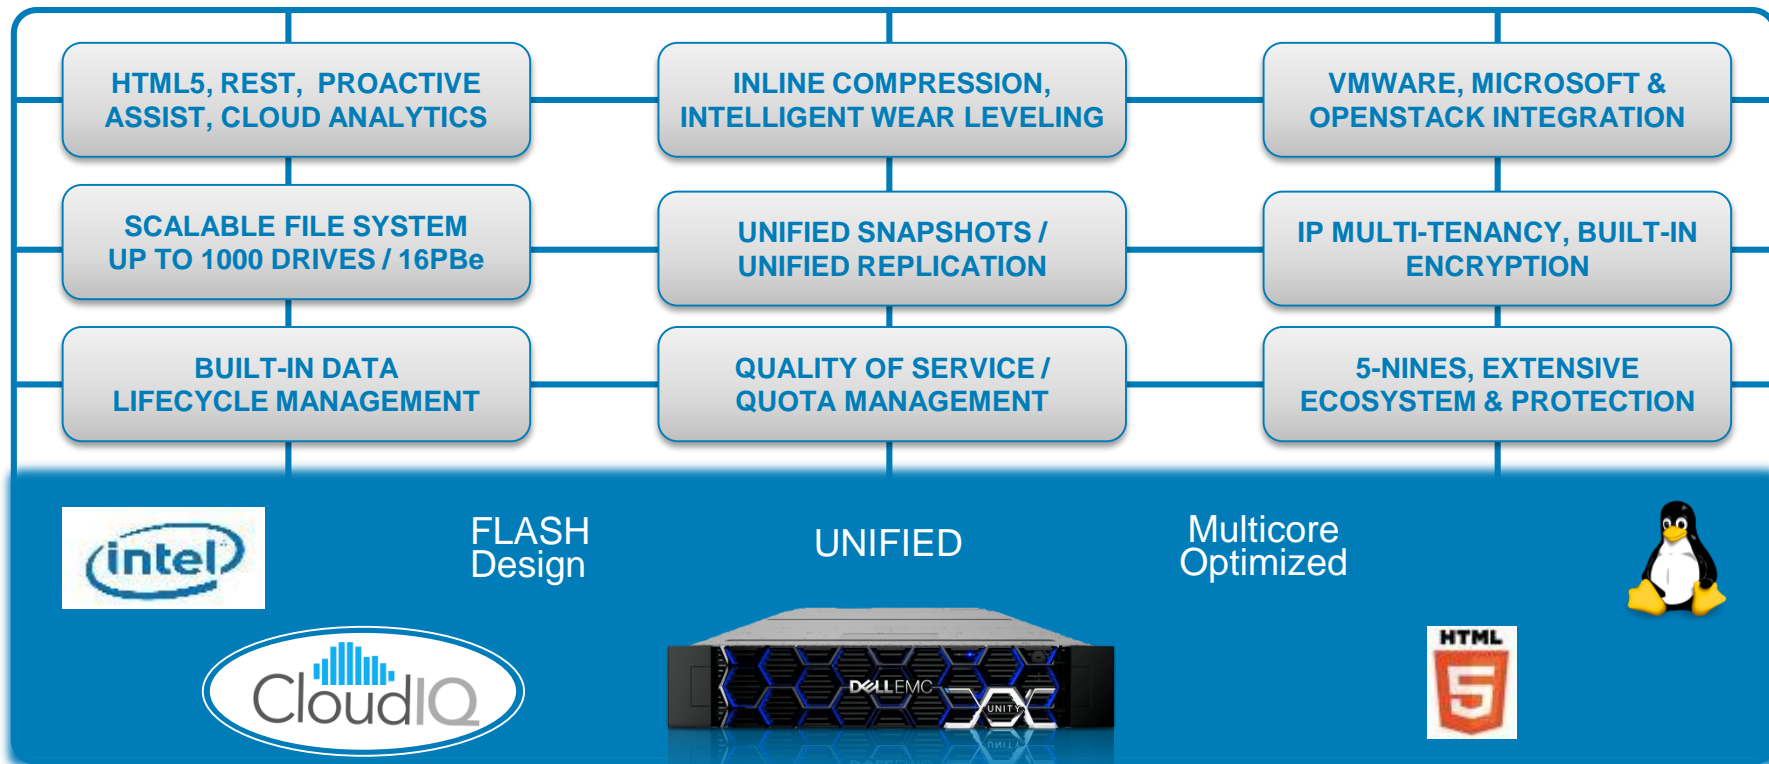 HTML5, REST, PROACTIVE
ASSIST, CLOUD ANALYTICS
INLINE COMPRESSION,
INTELLIGENT WEAR LEVELING
VMWARE, MICROSOFT &
OPENSTACK INTEGRATION
SCALABLE FILE SYSTEM
UP TO 1000 DRIVES / 16PBe
UNIFIED SNAPSHOTS /
UNIFIED REPLICATION
IP MULTI-TENANCY, BUILT-IN
ENCRYPTION
BUILT-IN DATA
LIFECYCLE MANAGEMENT
QUALITY OF SERVICE /
QUOTA MANAGEMENT
5-NINES, EXTENSIVE
ECOSYSTEM & PROTECTION
intel
FLASH
Design
UNIFIED
Multicore
Optimized
CloudIQ
DELLEMC
UNITY
HTML
5